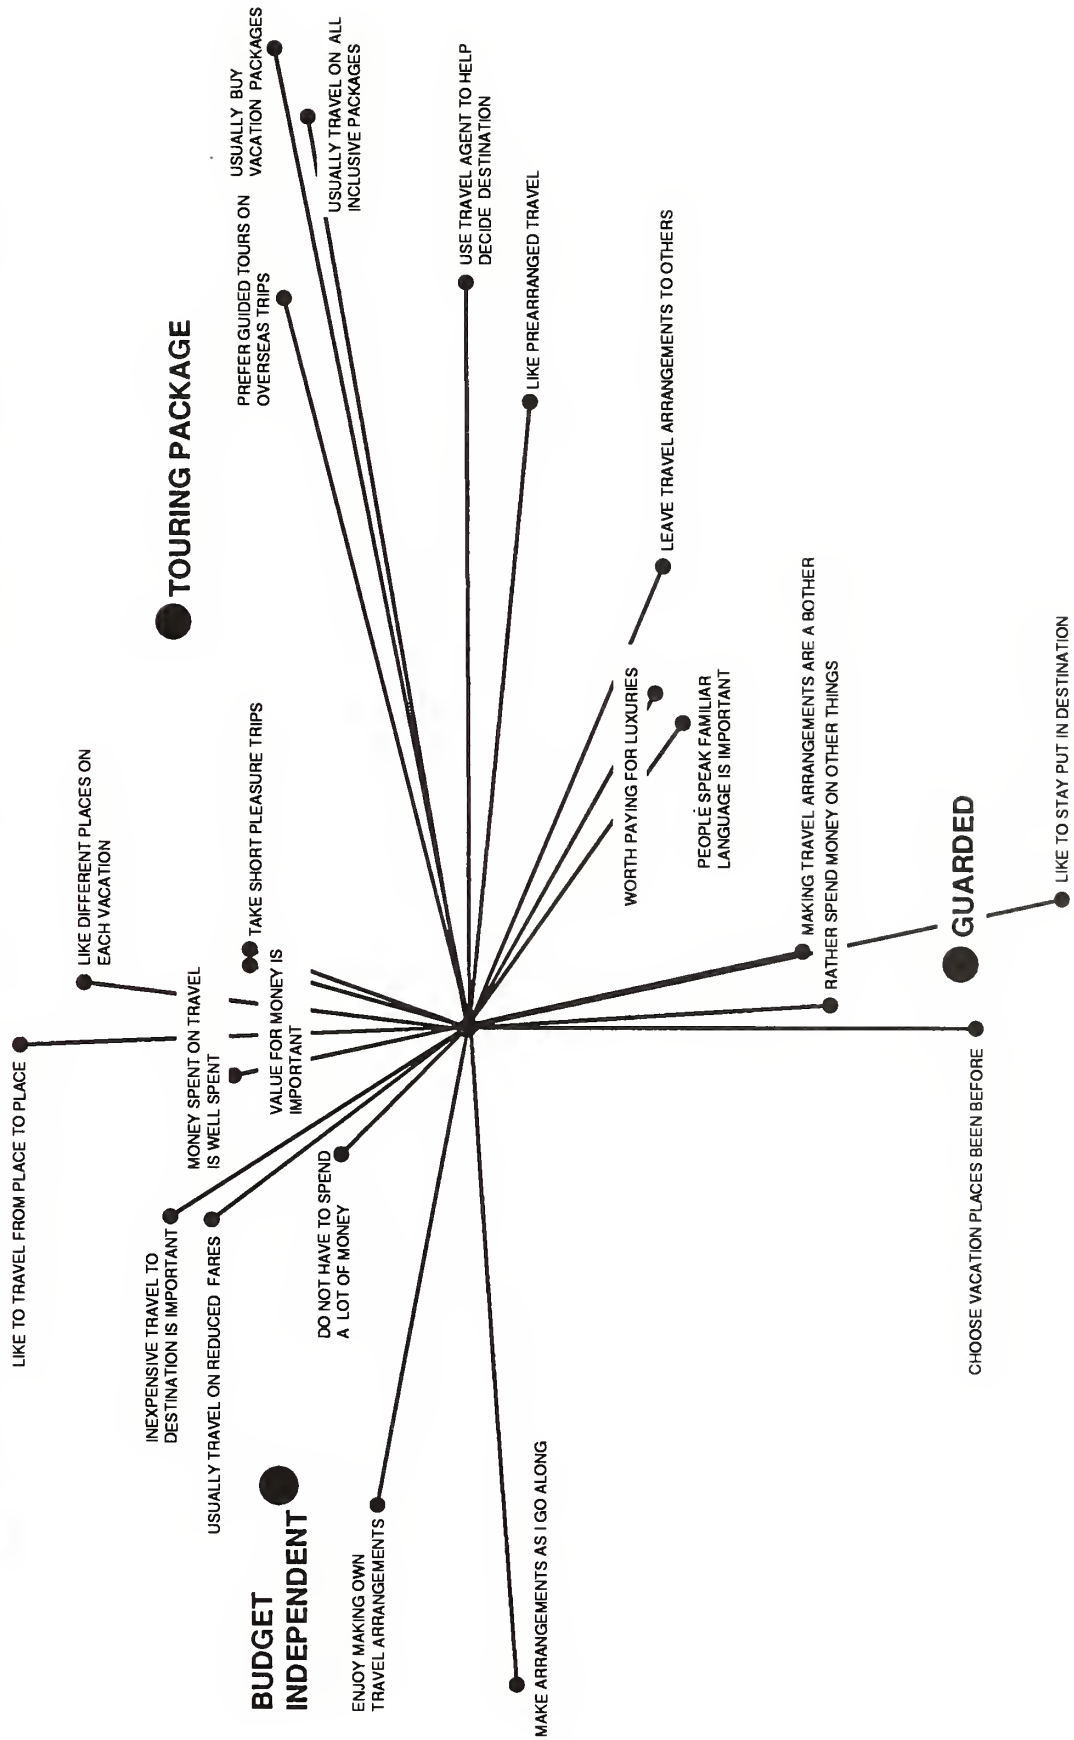 LIKE TO TRAVEL FROM PLACE TO PLACE
LIKE DIFFERENT PLACES ON
EACH VACATION
INEXPENSIVE TRAVEL TO
DESTINATION IS IMPORTANT
TOURING PACKAGE
MONEY SPENT ON TRAVEL
IS WELL SPENT
USUALLY TRAVEL ON REDUCED FARES
USUALLY BUY
VACATION PACKAGES
PREFER GUIDED TOURS ON
OVERSEAS TRIPS
TAKE SHORT PLEASURE TRIPS
BUDGET
INDEPENDENT
VALUE FOR MONEY IS
IMPORTANT
USUALLY TRAVEL ON ALL
INCLUSIVE PACKAGES
DO NOT HAVE TO SPEND
A LOT OF MONEY
ENJOY MAKING OWN
TRAVEL ARRANGEMENTS
USE TRAVEL AGENT TO HELP
DECIDE DESTINATION
LIKE PREARRANGED TRAVEL
MAKE ARRANGEMENTS AS I GO ALONG
WORTH PAYING FOR LUXURIES
LEAVE TRAVEL ARRANGEMENTS TO OTHERS
PEOPLE SPEAK FAMILIAR
LANGUAGE IS IMPORTANT
MAKING TRAVEL ARRANGEMENTS ARE A BOTHER
RATHER SPEND MONEY ON OTHER THINGS
GUARDED
CHOOSE VACATION PLACES BEEN BEFORE
LIKE TO STAY PUT IN DESTINATION